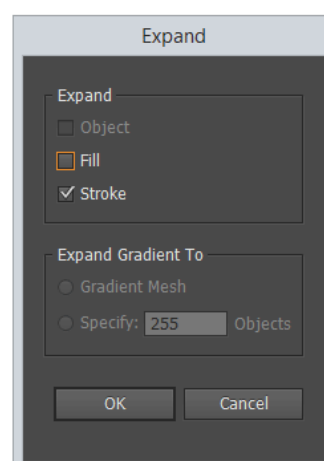 Expand
Expand
Object
Fill
Stroke
Expand Gradient To
Gradient Mesh
Specify: 255 Objects
OK Cancel